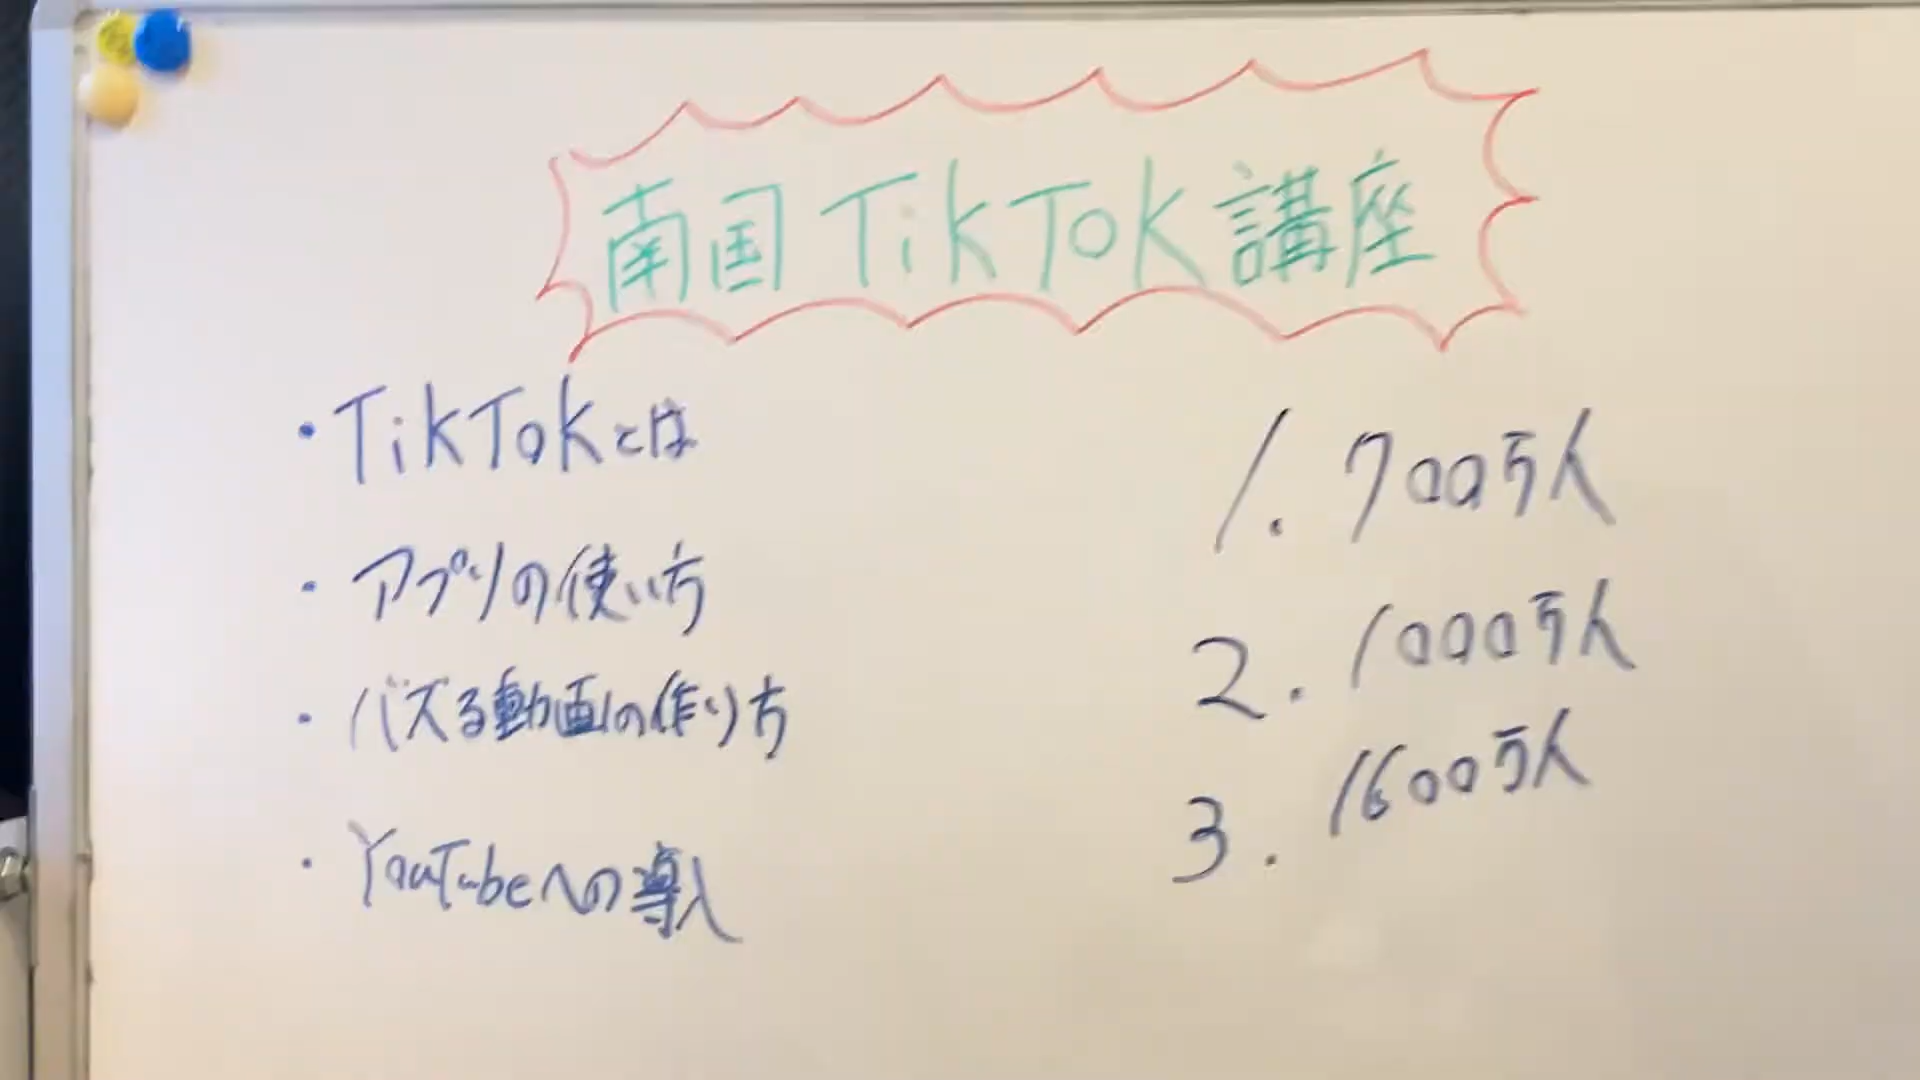 南国TikTok講座
・TikTokとは
・アプリの使い方
・バズる動画の作り方
・YouTubeへの導入
1. 700万人
2. 1000万人
3. 1600万人